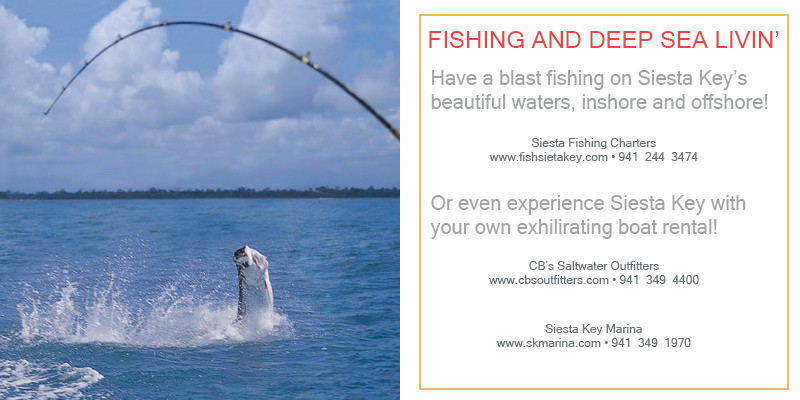 FISHING AND DEEP SEA LIVIN'
Have a blast fishing on Siesta Key's
beautiful waters, inshore and offshore!
Siesta Fishing Charters
www.fishsietakey.com • 941 244 3474
Or even experience Siesta Key with
your own exhilirating boat rental!
CB's Saltwater Outfitters
www.cbsoutfitters.com • 941 349 4400
Siesta Key Marina
www.skmarina.com • 941 349 1970